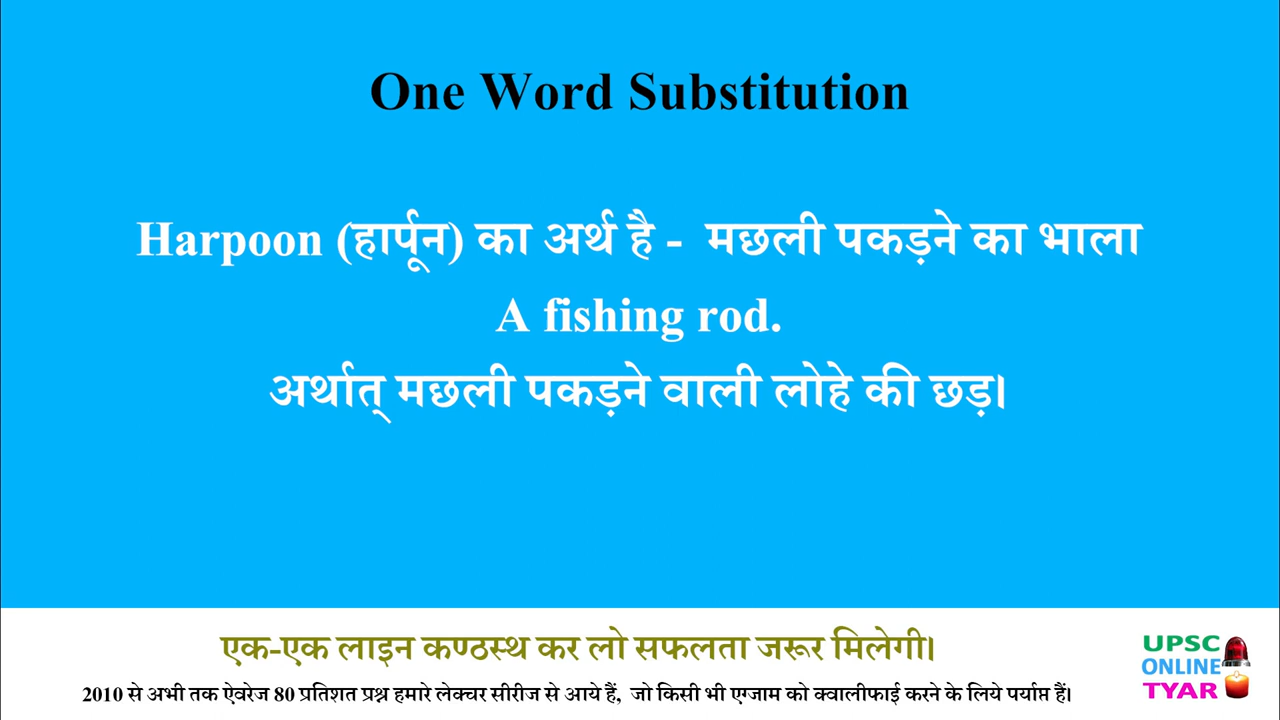 One Word Substitution
Harpoon (हार्पून) का अर्थ है - मछली पकड़ने का भाला
A fishing rod.
अर्थात् मछली पकड़ने वाली लोहे की छड़।
एक-एक लाइन कण्ठस्थ कर लो सफलता जरूर मिलेगी।
2010 से अभी तक ऐवरेज 80 प्रतिशत प्रश्न हमारे लेक्चर सीरीज से आये हैं, जो किसी भी एग्जाम को क्वालीफाई करने के लिये पर्याप्त हैं।
UPSC
ONLINE
TYAR